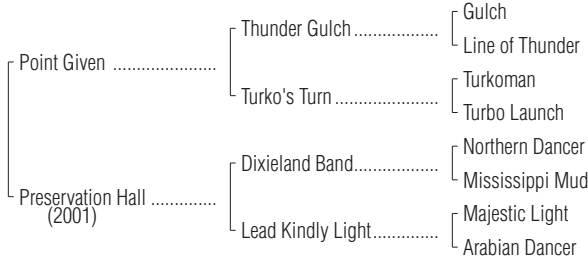 Gulch
Thunder Gulch ..................
Line of Thunder
Point Given ......................
Turkoman
Turko's Turn ......................
Turbo Launch
Northern Dancer
Dixieland Band..................
Mississippi Mud
Preservation Hall ..............
(2001)
Majestic Light
Lead Kindly Light..............
Arabian Dancer